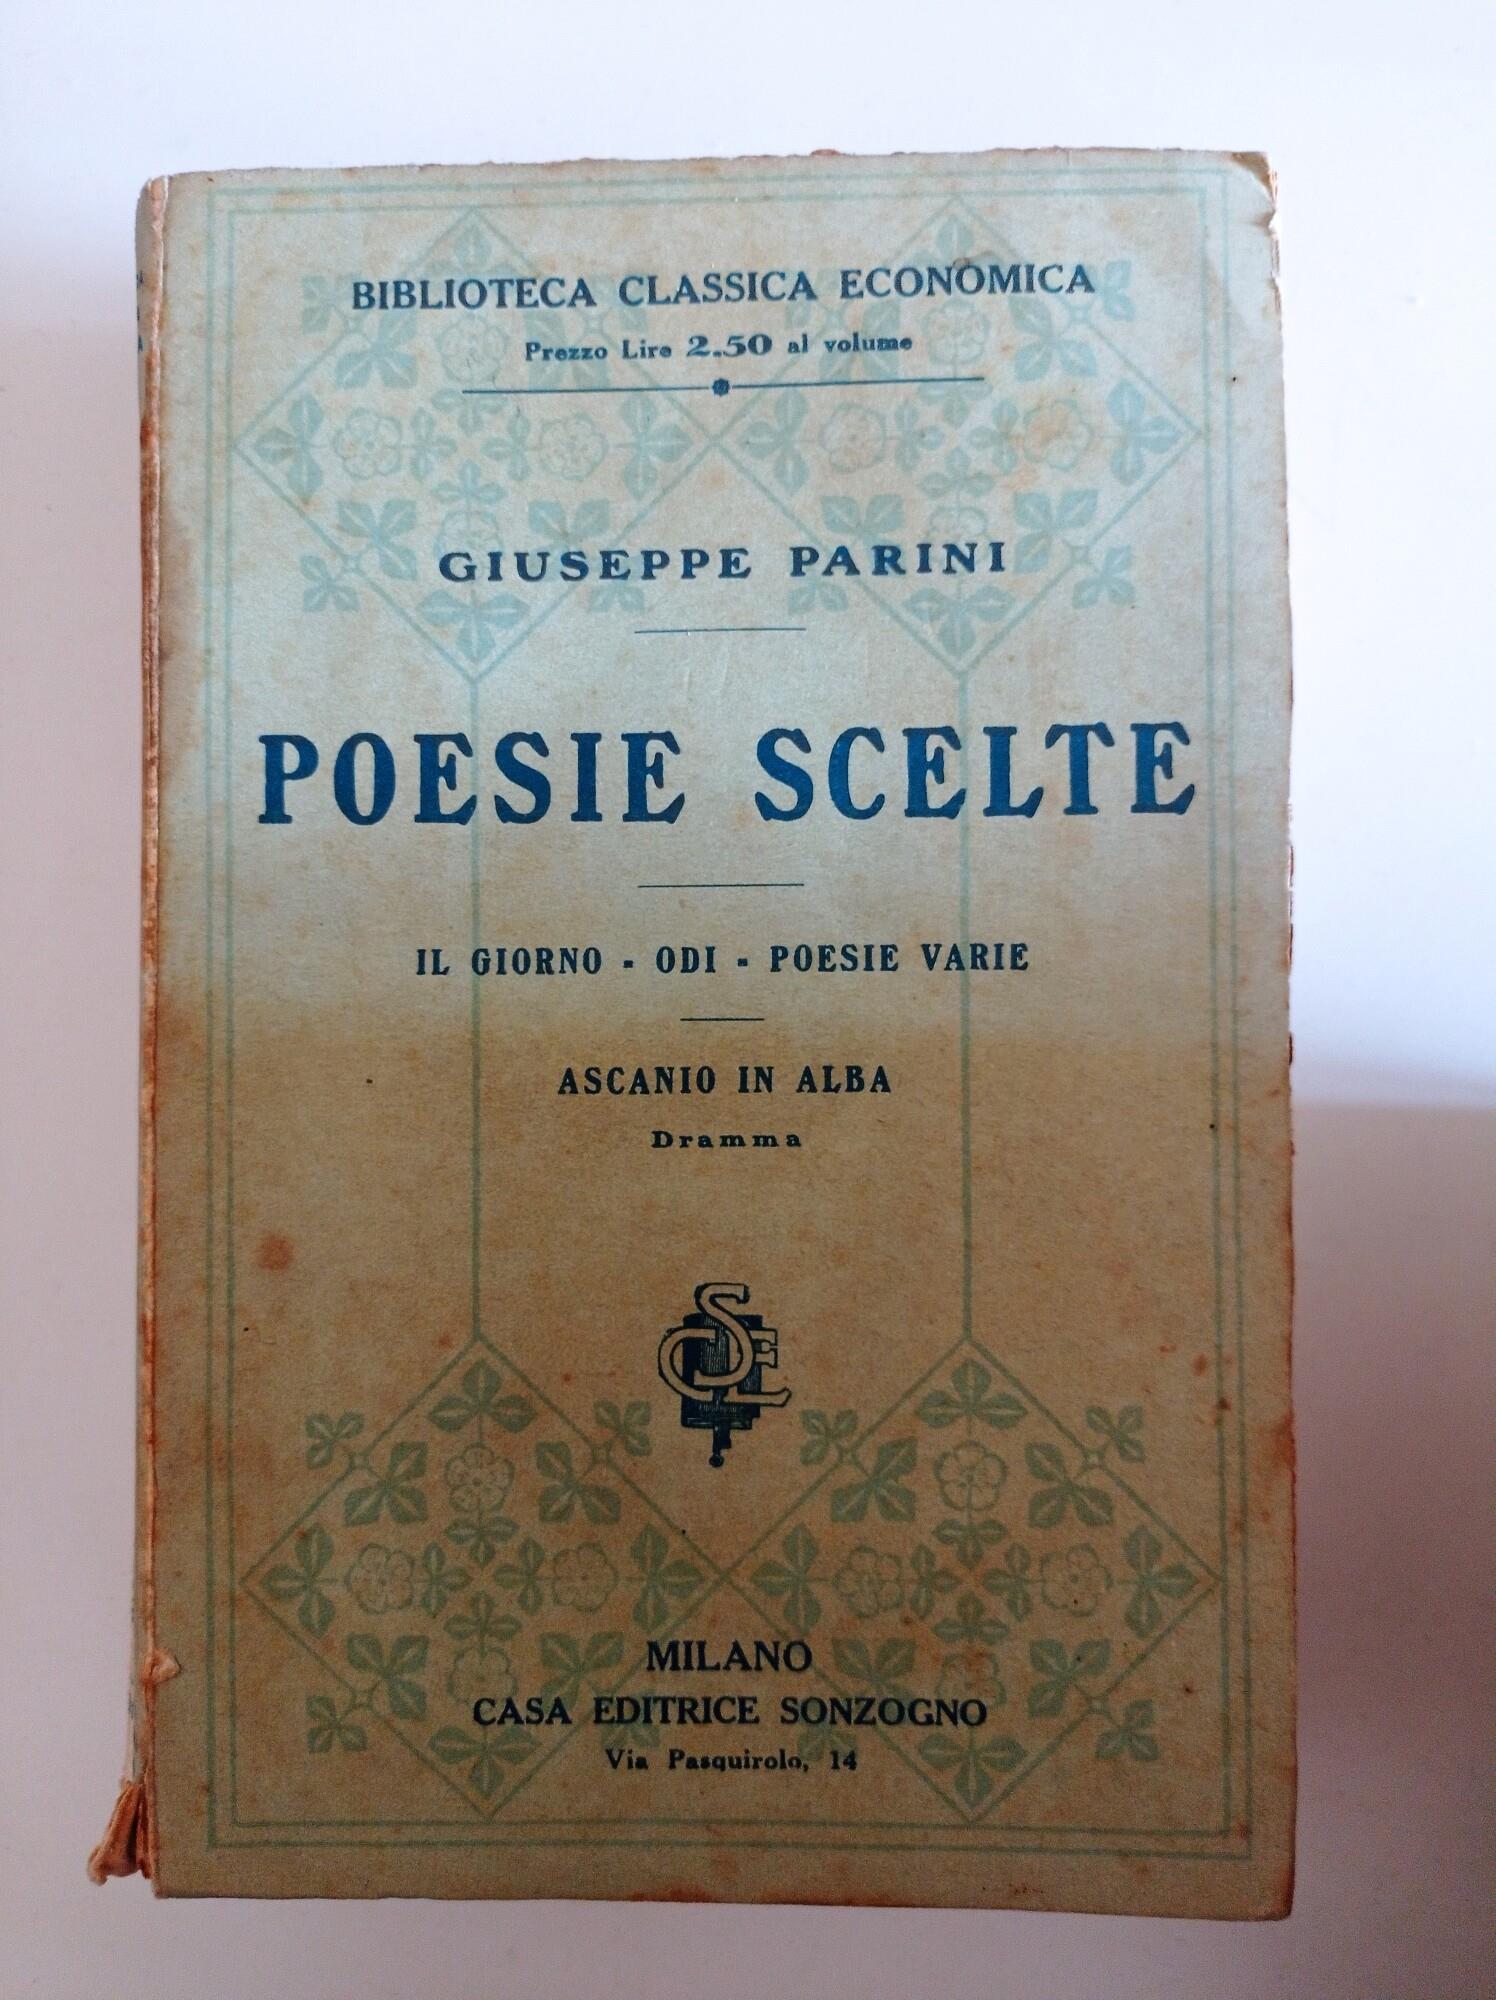 BIBLIOTECA CLASSICA ECONOMICA
Prezzo Lire 2.50 al volume
GIUSEPPE PARINI
POESIE SCELTE
IL GIORNO - ODI - POESIE VARIE
ASCANIO IN ALBA
Dramma
MILANO
CASA EDITRICE SONZOGNO
Via Pasquirolo, 14